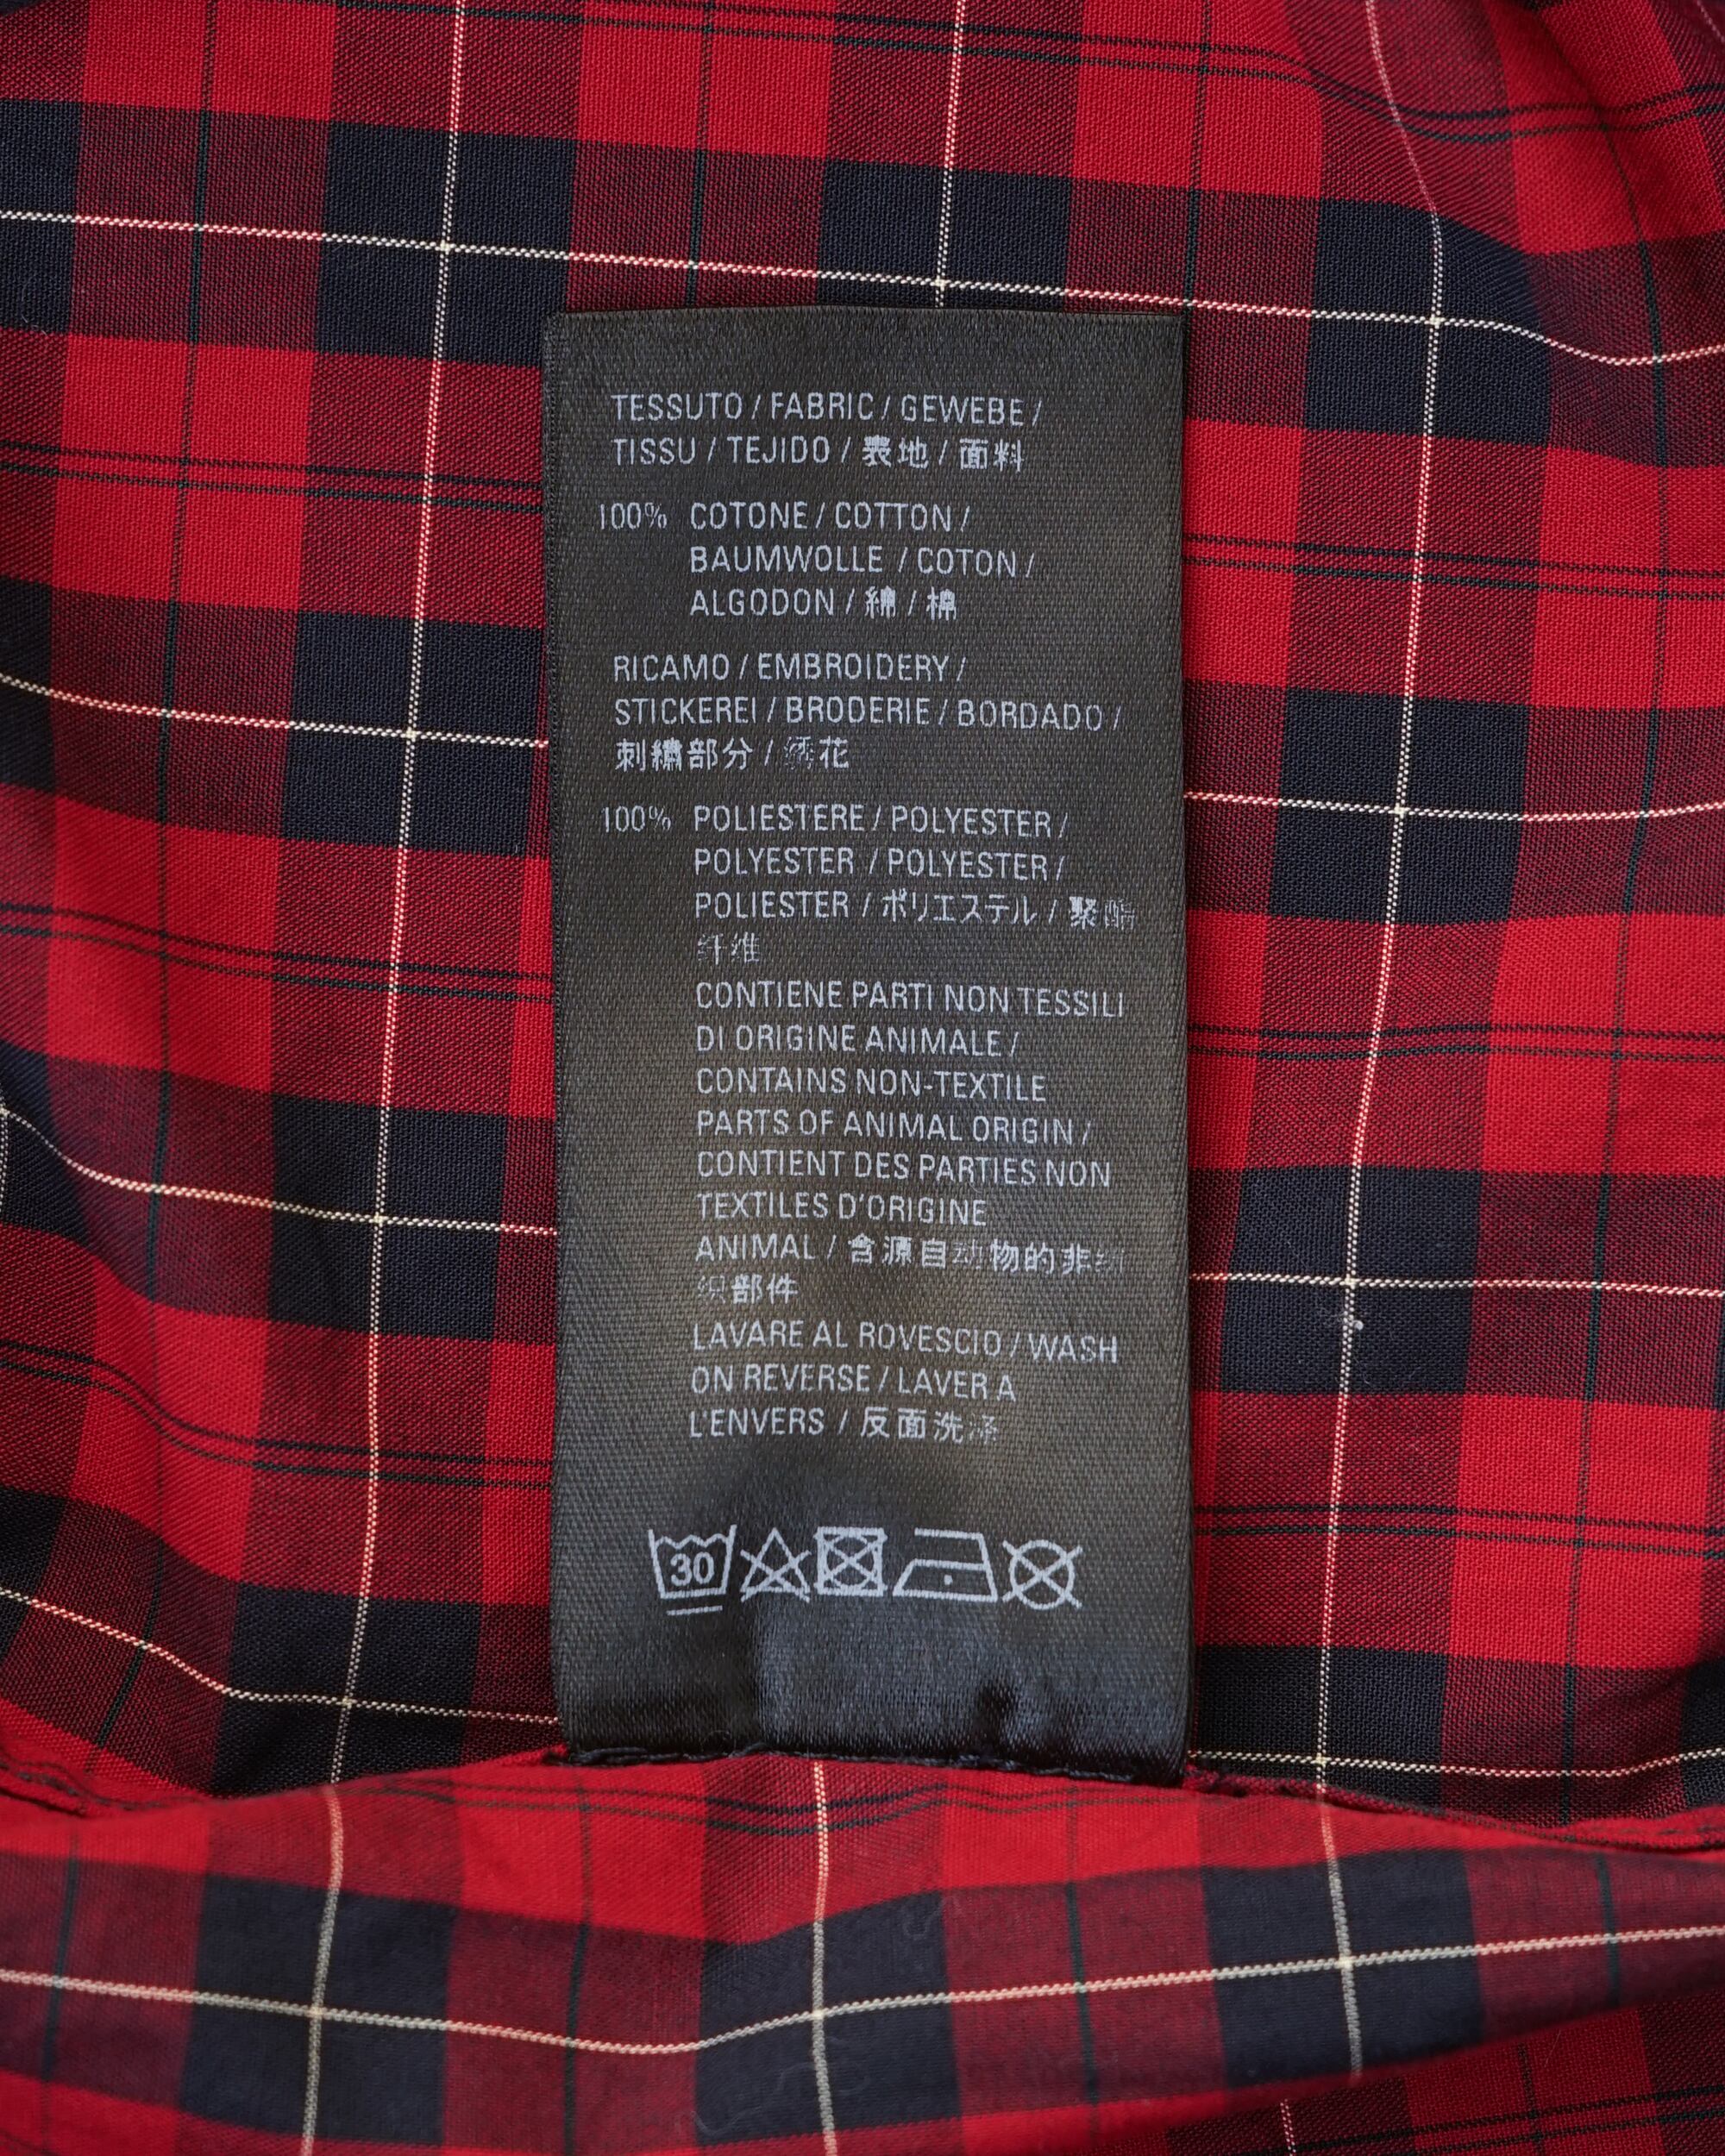 TESSUTO / FABRIC / GEWEBE /
TISSU / TEJIDO / 表地 / 面料
100% COTONE / COTTON /
BAUMWOLLE / COTON /
ALGODON / 綿 / 棉
RICAMO / EMBROIDERY /
STICKEREI / BRODERIE / BORDADO /
刺繍部分 / 绣花
100% POLIESTERE / POLYESTER /
POLYESTER / POLYESTER /
POLIESTER / ポリエステル / 聚酯
纤维
CONTIENE PARTI NON TESSILI
DI ORIGINE ANIMALE /
CONTAINS NON-TEXTILE
PARTS OF ANIMAL ORIGIN /
CONTIENT DES PARTIES NON
TEXTILES D'ORIGINE
ANIMAL / 含源自动物的非纺
织部件
LAVARE AL ROVESCIO / WASH
ON REVERSE / LAVER A
L'ENVERS / 反面洗涤
30